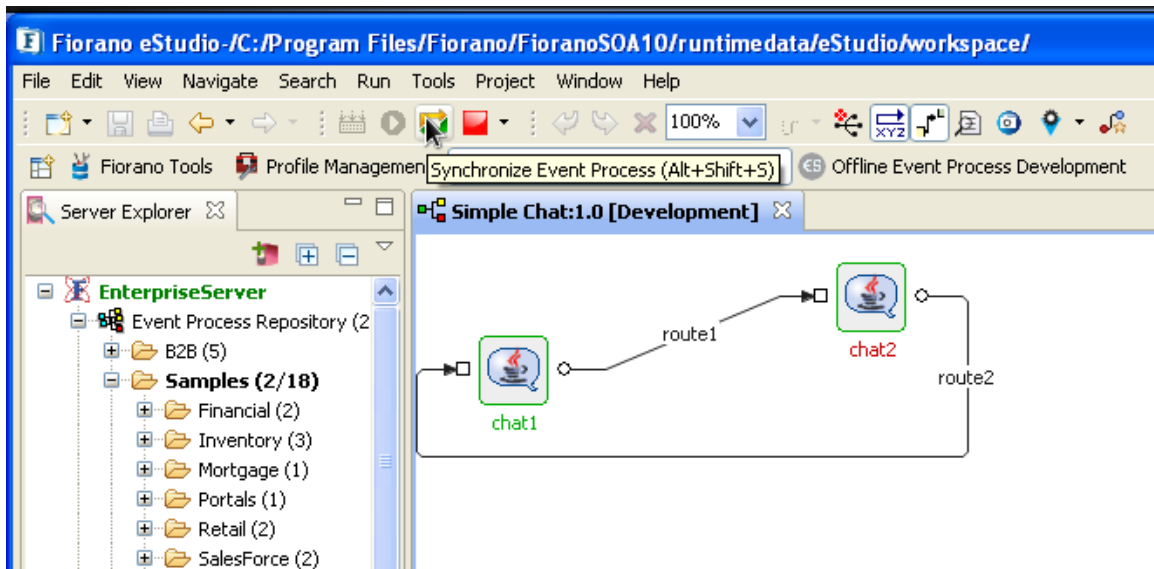 Fiorano eStudio-/C:/Program Files/Fiorano/FioranoSOA10/runtimedata/eStudio/workspace/
File Edit View Navigate Search Run Tools Project Window Help
100%
XYZ
Fiorano Tools Profile Managemen Synchronize Event Process (Alt+Shift+S) Offline Event Process Development
Server Explorer
Simple Chat:1.0 [Development]
EnterpriseServer
Event Process Repository (2
B2B (5)
Samples (2/18)
Financial (2)
Inventory (3)
Mortgage (1)
Portals (1)
Retail (2)
SalesForce (2)
route1
chat2
route2
chat1